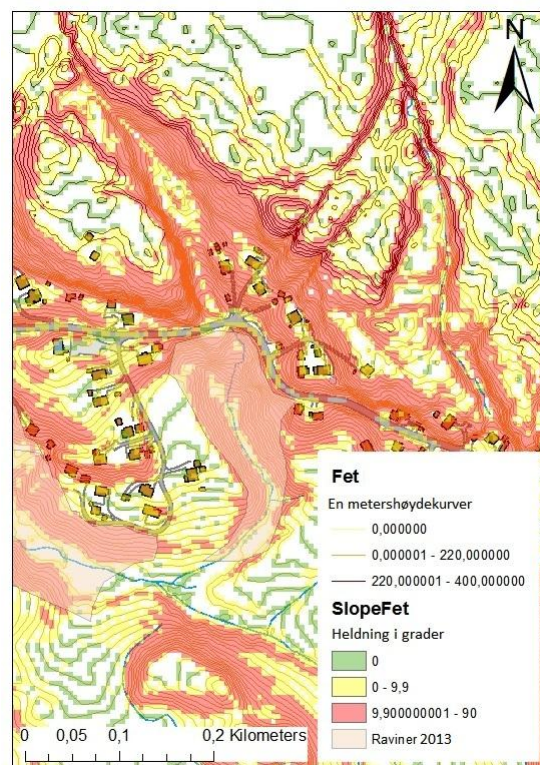 N
Fet
En metershøydekurver
0,000000
0,000001 - 220,000000
220,000001 - 400,000000
SlopeFet
Heldning i grader
0
0 - 9,9
9,900000001 - 90
Raviner 2013
0 0,05 0,1 0,2 Kilometers